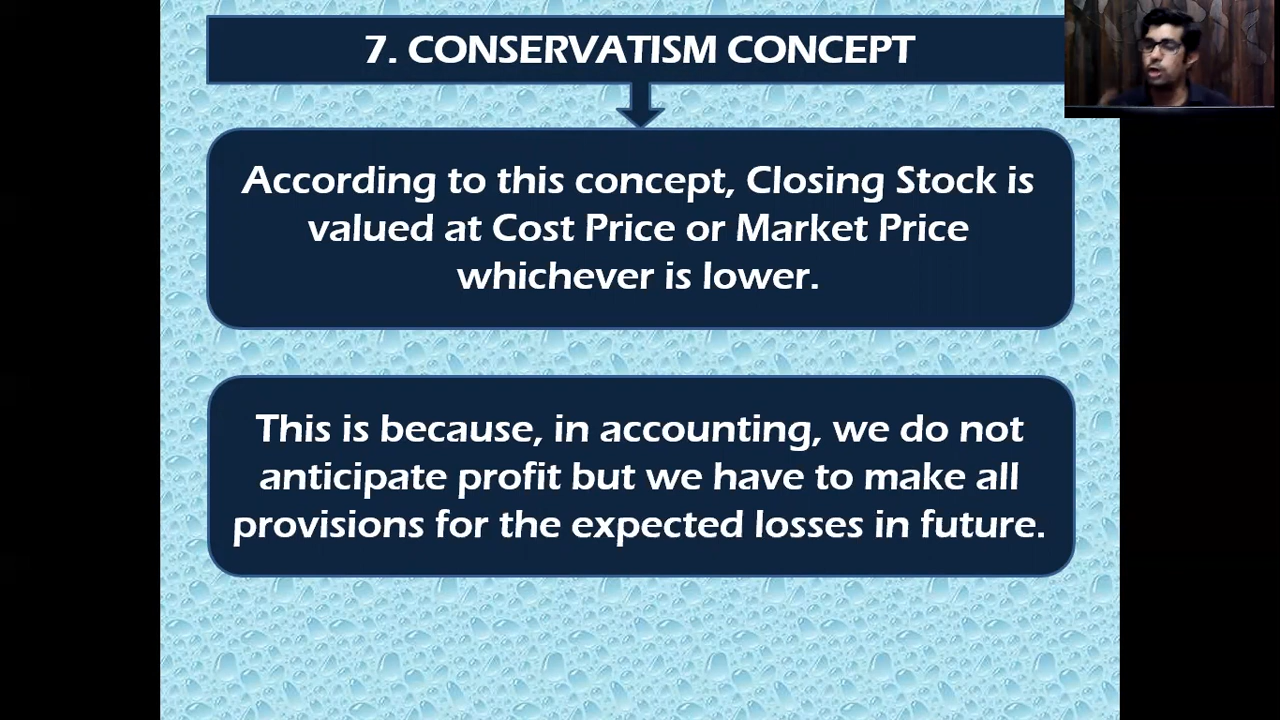 7. CONSERVATISM CONCEPT
According to this concept, Closing Stock is
valued at Cost Price or Market Price
whichever is lower.
This is because, in accounting, we do not
anticipate profit but we have to make all
provisions for the expected losses in future.